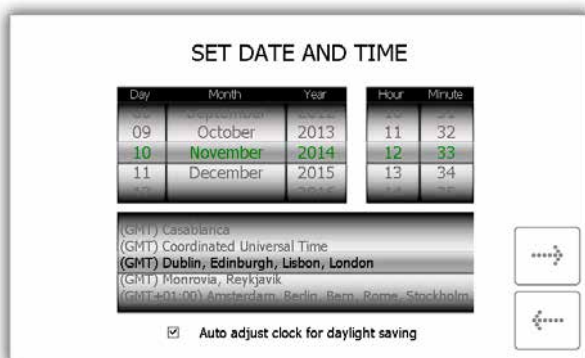 SET DATE AND TIME
Day Month Year Hour Minute
09 October 2013 11 32
10 November 2014 12 33
11 December 2015 13 34
(GMT) Casablanca
(GMT) Coordinated Universal Time
(GMT) Dublin, Edinburgh, Lisbon, London
(GMT) Monrovia, Reykjavik
(GMT+01:00) Amsterdam, Berlin, Bern, Rome, Stockholm,
Auto adjust clock for daylight saving